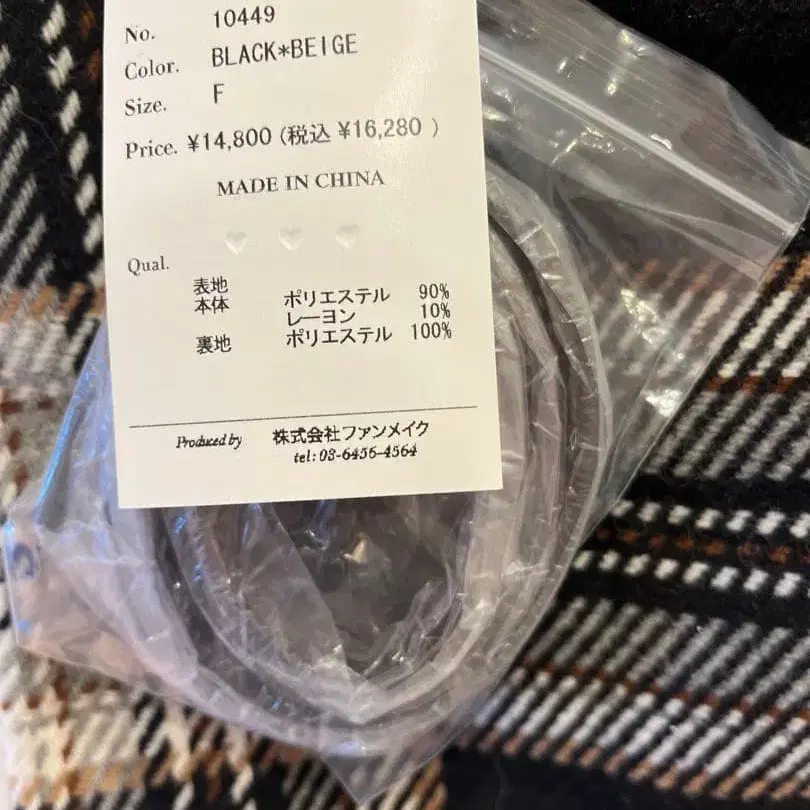 No. 10449
Color. BLACK*BEIGE
Size. F
Price. ¥14,800 (税込 ¥16,280 )
MADE IN CHINA
Qual.
表地
本体 ポリエステル 90%
レーヨン 10%
裏地 ポリエステル 100%
Produced by 株式会社ファンメイク
tel: 03-6456-4564